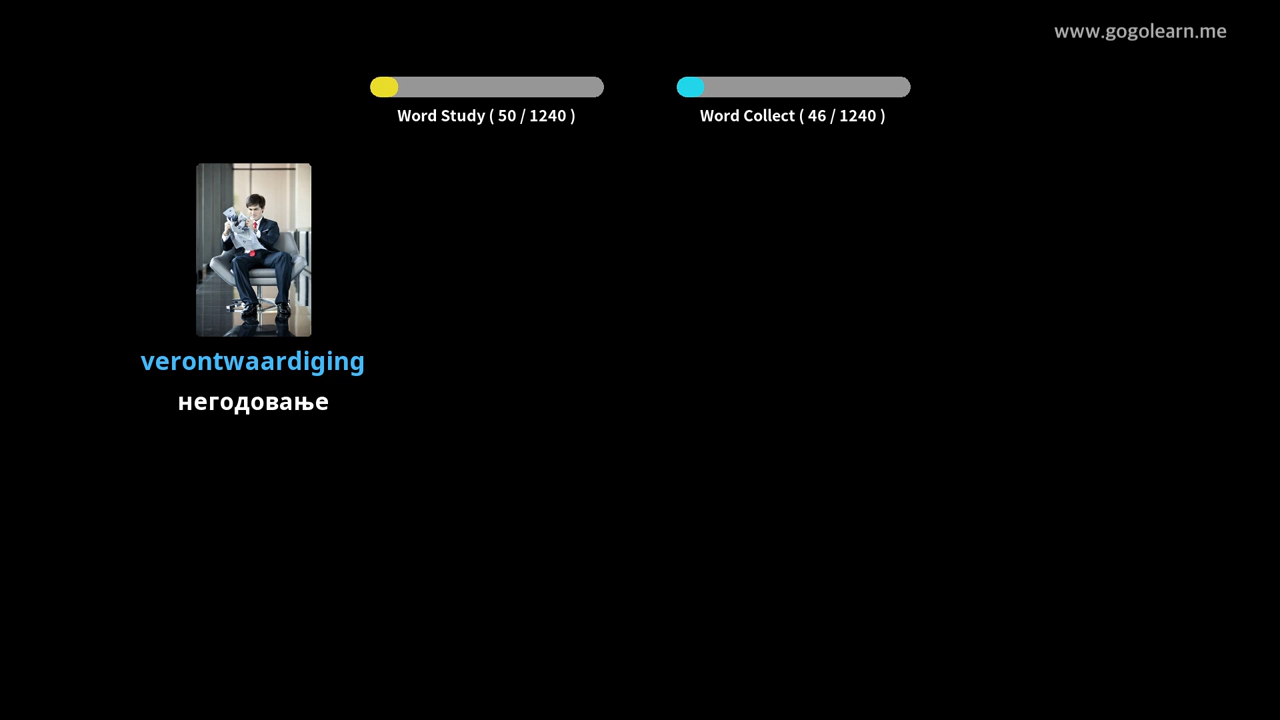 www.gogolearn.me
Word Study ( 50 / 1240 )
Word Collect ( 46 / 1240 )
verontwaardiging
негодовање